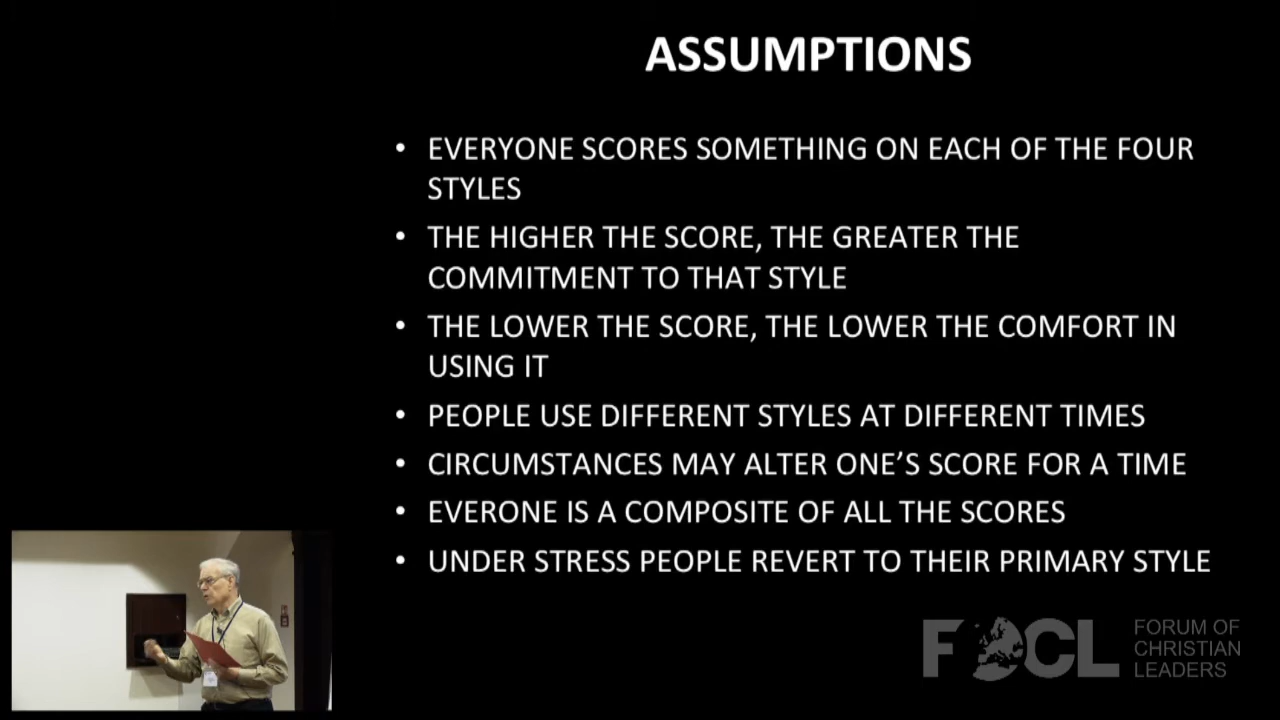 ASSUMPTIONS
• EVERYONE SCORES SOMETHING ON EACH OF THE FOUR
STYLES
• THE HIGHER THE SCORE, THE GREATER THE
COMMITMENT TO THAT STYLE
• THE LOWER THE SCORE, THE LOWER THE COMFORT IN
USING IT
• PEOPLE USE DIFFERENT STYLES AT DIFFERENT TIMES
• CIRCUMSTANCES MAY ALTER ONE’S SCORE FOR A TIME
• EVERONE IS A COMPOSITE OF ALL THE SCORES
• UNDER STRESS PEOPLE REVERT TO THEIR PRIMARY STYLE
FOCL
FORUM OF
CHRISTIAN
LEADERS